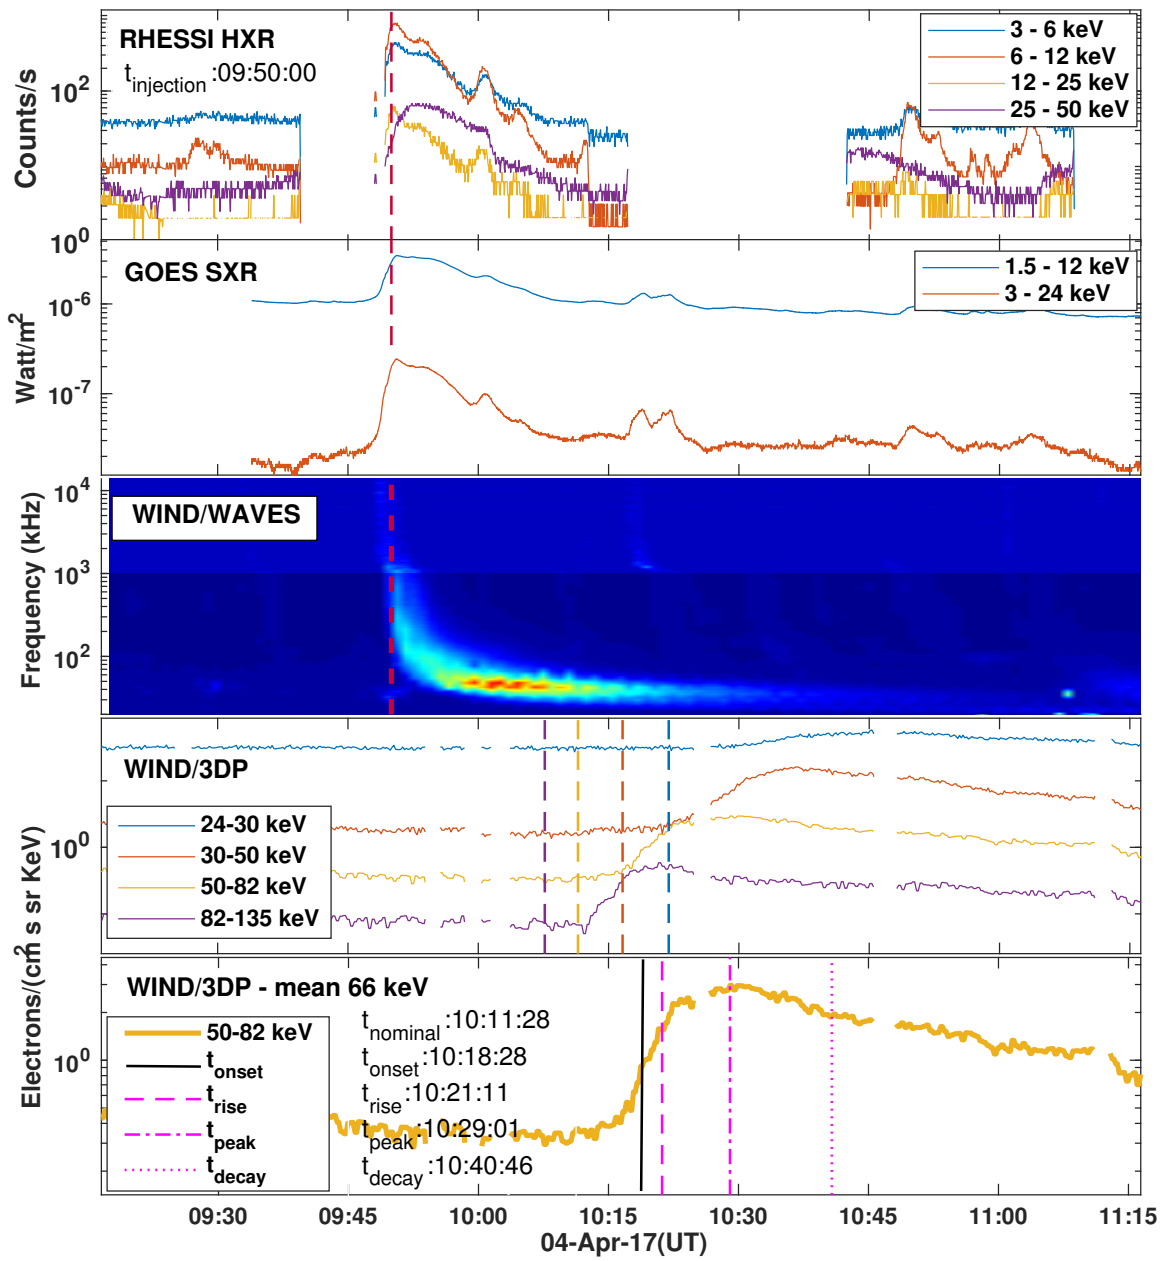 RHESSI HXR
t_injection :09:50:00
3 - 6 keV
6 - 12 keV
12 - 25 keV
25 - 50 keV
Counts/s
10^2
10^0
GOES SXR
1.5 - 12 keV
3 - 24 keV
Watt/m^2
10^-6
10^-7
WIND/WAVES
Frequency (kHz)
10^4
10^3
10^2
WIND/3DP
24-30 keV
30-50 keV
50-82 keV
82-135 keV
10^0
Electrons/(cm^2 s sr KeV)
WIND/3DP - mean 66 keV
50-82 keV
t_onset
t_rise
t_peak
t_decay
t_nominal :10:11:28
t_onset :10:18:28
t_rise :10:21:11
t_peak :10:29:01
t_decay :10:40:46
10^0
09:30 09:45 10:00 10:15 10:30 10:45 11:00 11:15
04-Apr-17(UT)